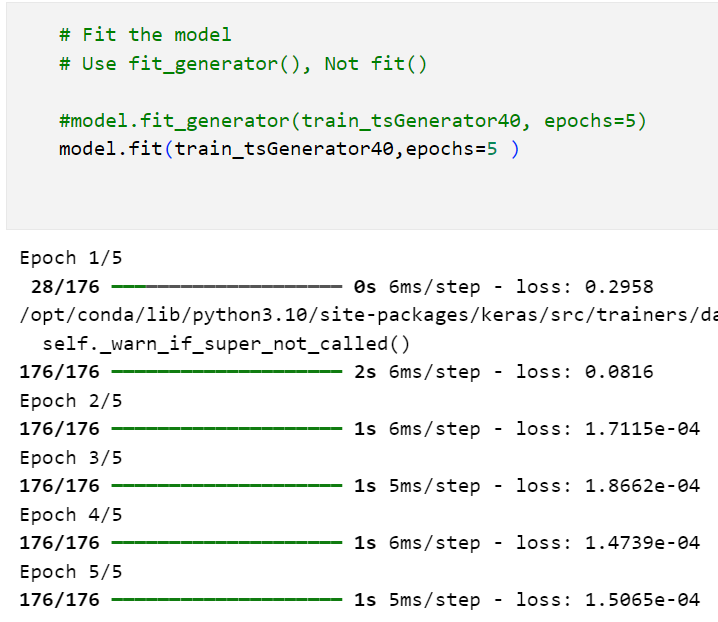 # Fit the model
# Use fit_generator(), Not fit()
#model.fit_generator(train_tsGenerator40, epochs=5)
model.fit(train_tsGenerator40,epochs=5 )
Epoch 1/5
28/176 ━━━━━━━━━━━━━━━━━━━━ 0s 6ms/step - loss: 0.2958
/opt/conda/lib/python3.10/site-packages/keras/src/trainers/da
self._warn_if_super_not_called()
176/176 ━━━━━━━━━━━━━━━━━━━━ 2s 6ms/step - loss: 0.0816
Epoch 2/5
176/176 ━━━━━━━━━━━━━━━━━━━━ 1s 6ms/step - loss: 1.7115e-04
Epoch 3/5
176/176 ━━━━━━━━━━━━━━━━━━━━ 1s 5ms/step - loss: 1.8662e-04
Epoch 4/5
176/176 ━━━━━━━━━━━━━━━━━━━━ 1s 6ms/step - loss: 1.4739e-04
Epoch 5/5
176/176 ━━━━━━━━━━━━━━━━━━━━ 1s 5ms/step - loss: 1.5065e-04